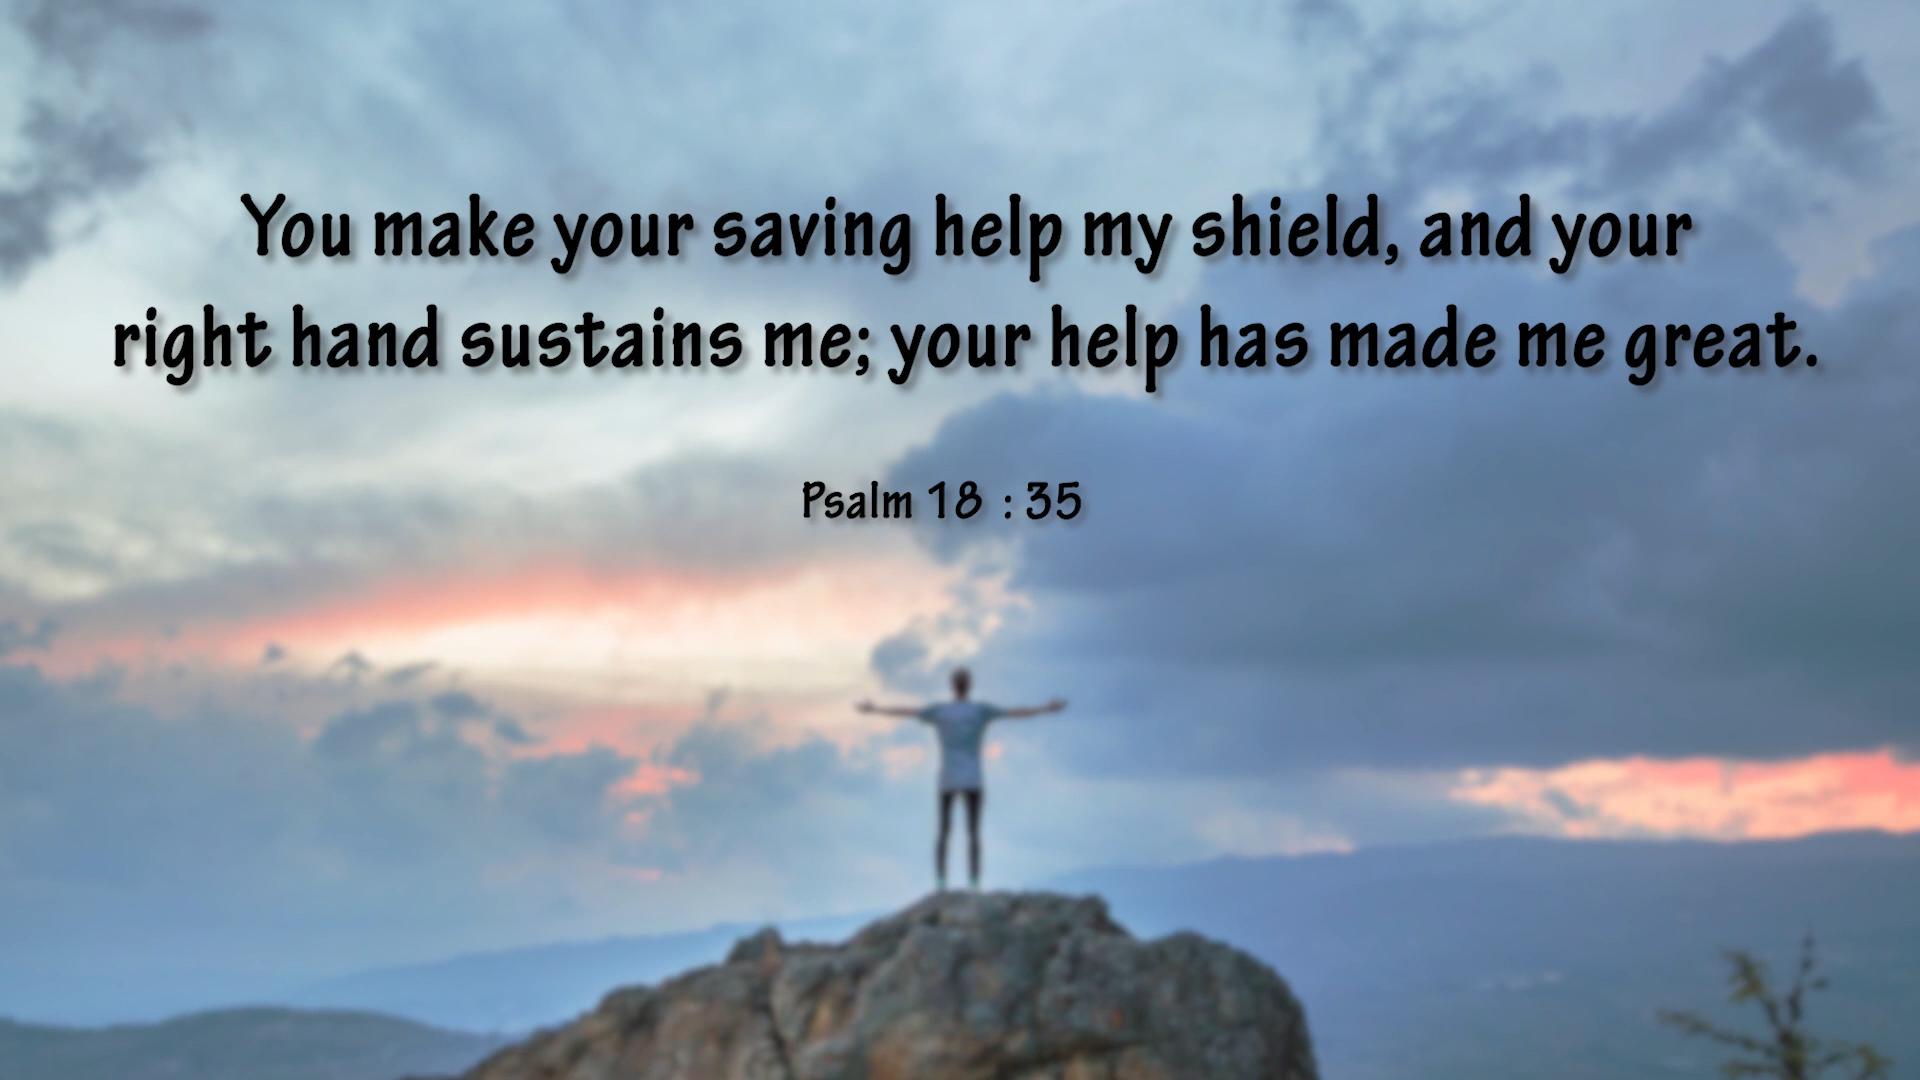 You make your saving help my shield, and your
right hand sustains me; your help has made me great.
Psalm 18 : 35